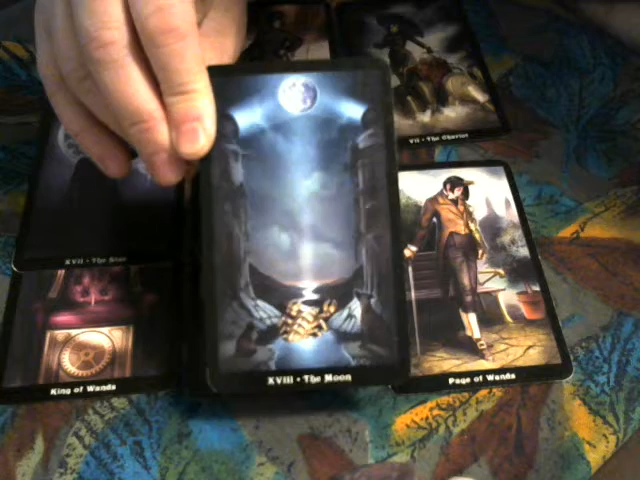 VII • The Chariot
XVII • The Star
XVIII • The Moon
King of Wands
Page of Wands